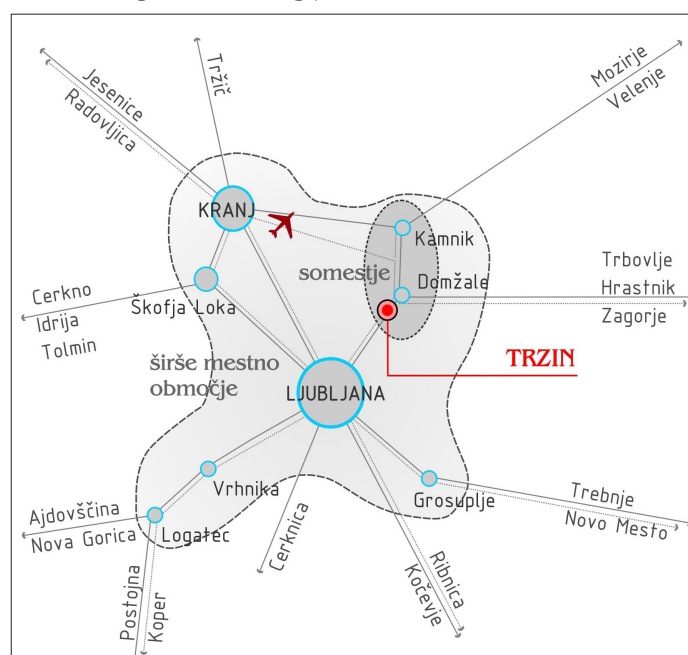 Jesenice
Radovljica
Tržič
Mozirje
Velenje
KRANJ
Kamnik
somestje
Domžale
Trbovlje
Hrastnik
Zagorje
Cerkno
Idrija
Tolmin
Škofja Loka
TRZIN
širše mestno
območje
LJUBLJANA
Vrhnika
Grosuplje
Trebnje
Novo Mesto
Ajdovščina
Nova Gorica
Logatec
Cerknica
Ribnica
Kočevje
Postojna
Koper